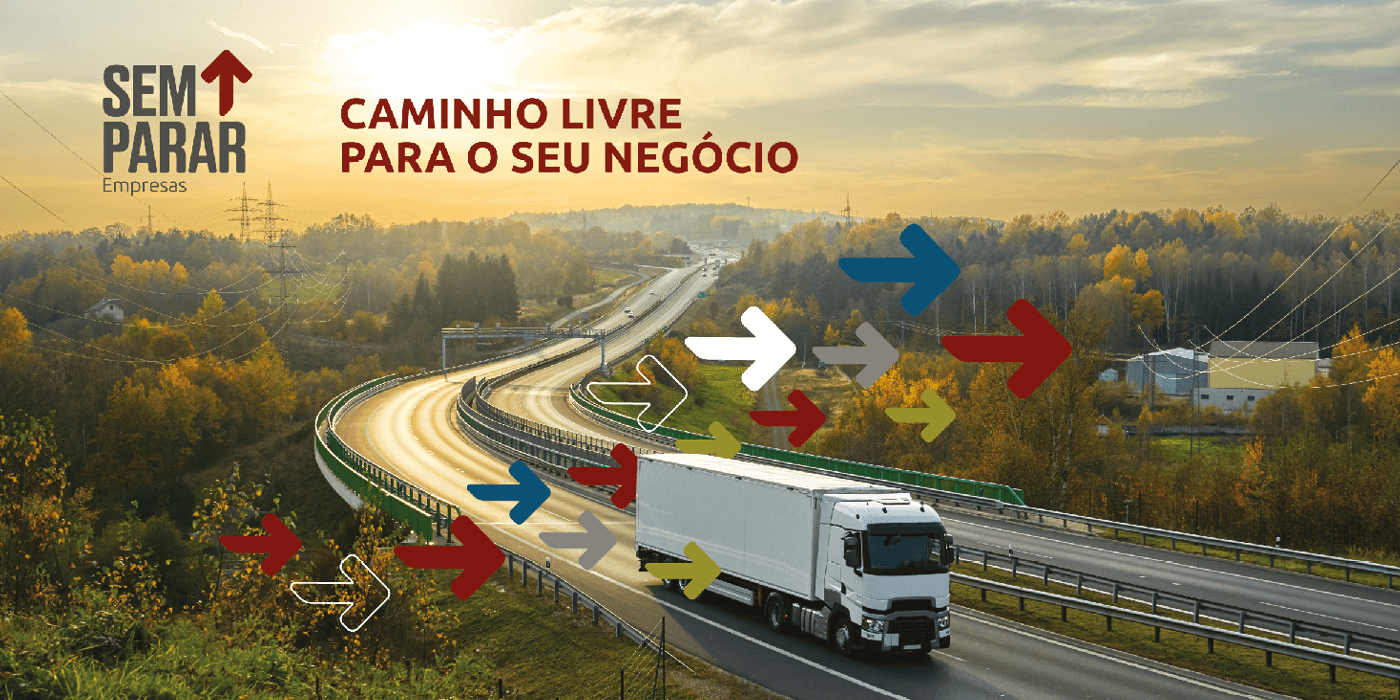 SEM
PARAR
Empresas
CAMINHO LIVRE
PARA O SEU NEGÓCIO